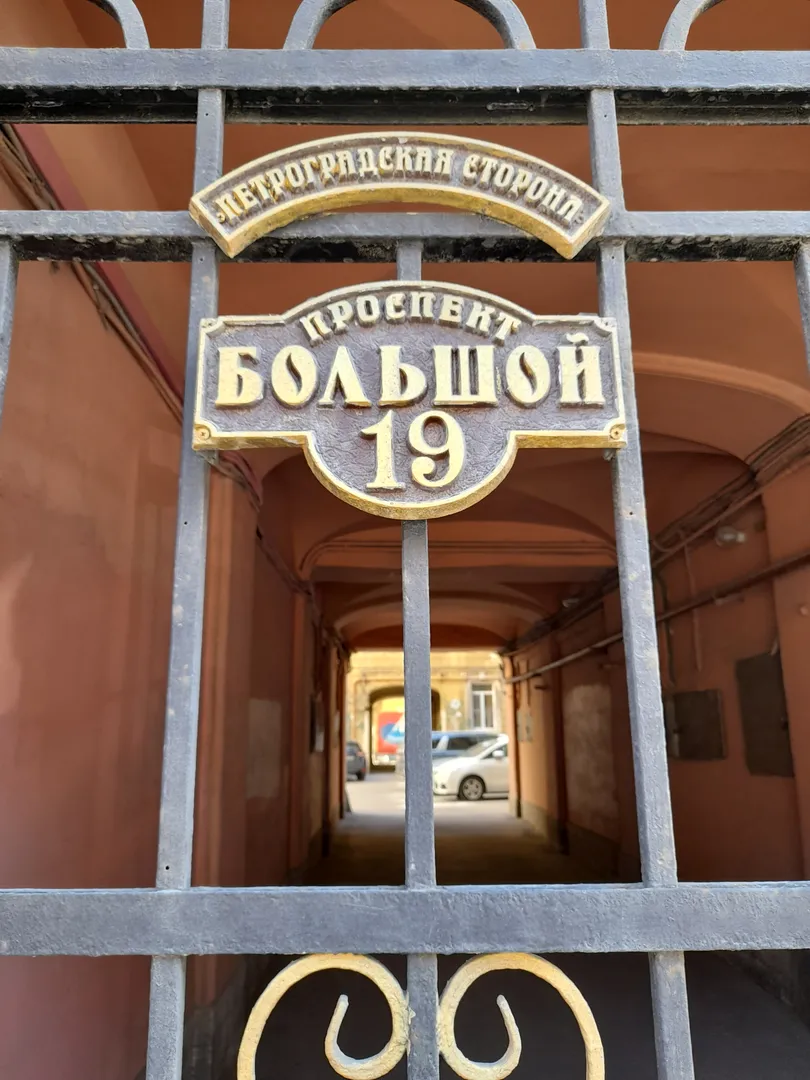 ПЕТРОГРАДСКАЯ СТОРОНА
ПРОСПЕКТ
БОЛЬШОЙ
19